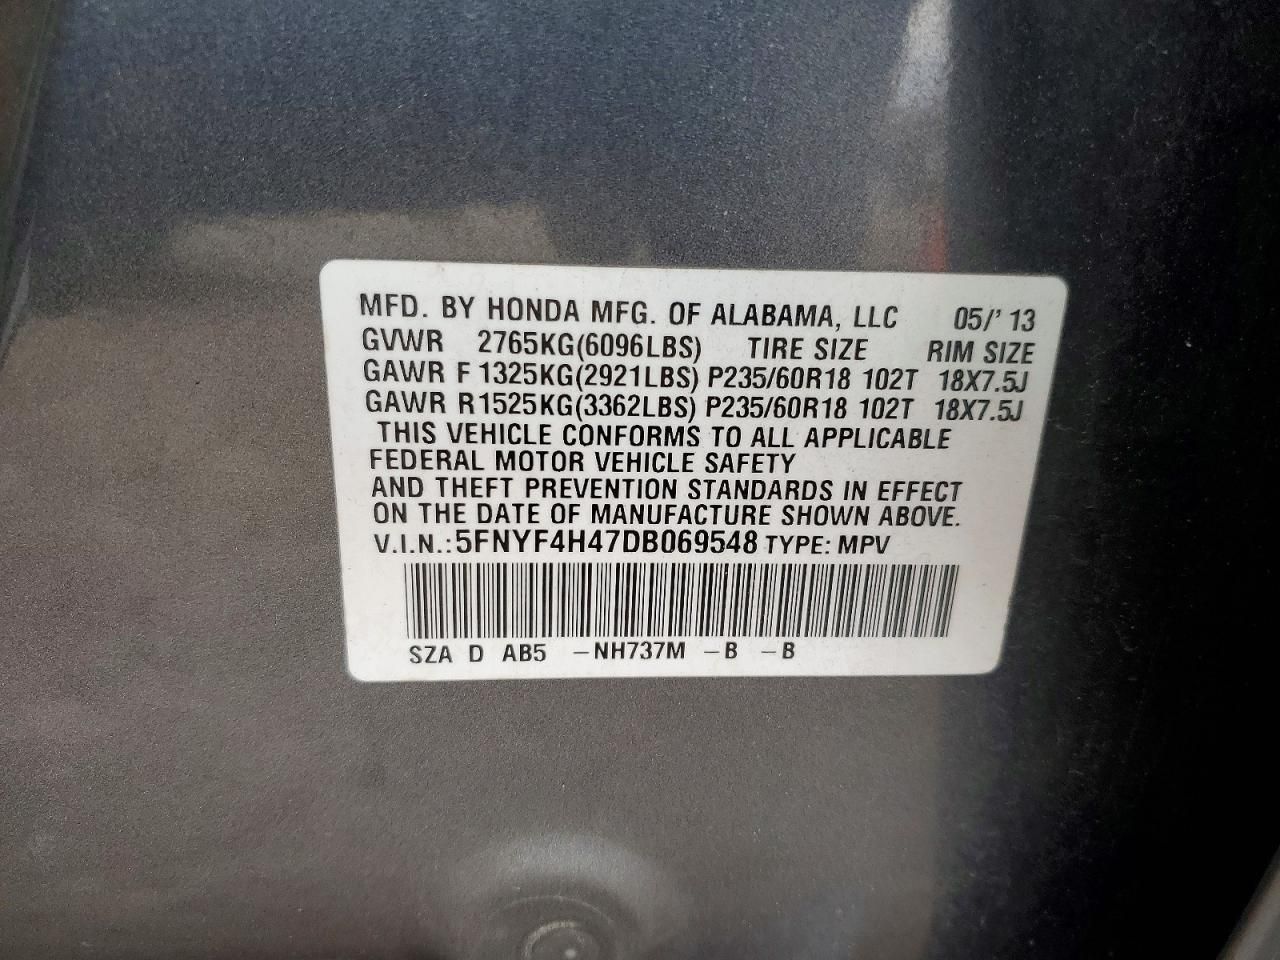 MFD. BY HONDA MFG. OF ALABAMA, LLC 05/' 13
GVWR 2765KG(6096LBS) TIRE SIZE RIM SIZE
GAWR F 1325KG(2921LBS) P235/60R18 102T 18X7.5J
GAWR R1525KG(3362LBS) P235/60R18 102T 18X7.5J
THIS VEHICLE CONFORMS TO ALL APPLICABLE
FEDERAL MOTOR VEHICLE SAFETY
AND THEFT PREVENTION STANDARDS IN EFFECT
ON THE DATE OF MANUFACTURE SHOWN ABOVE.
V.I.N.:5FNYF4H47DB069548 TYPE: MPV
SZA D AB5 –NH737M –B –B